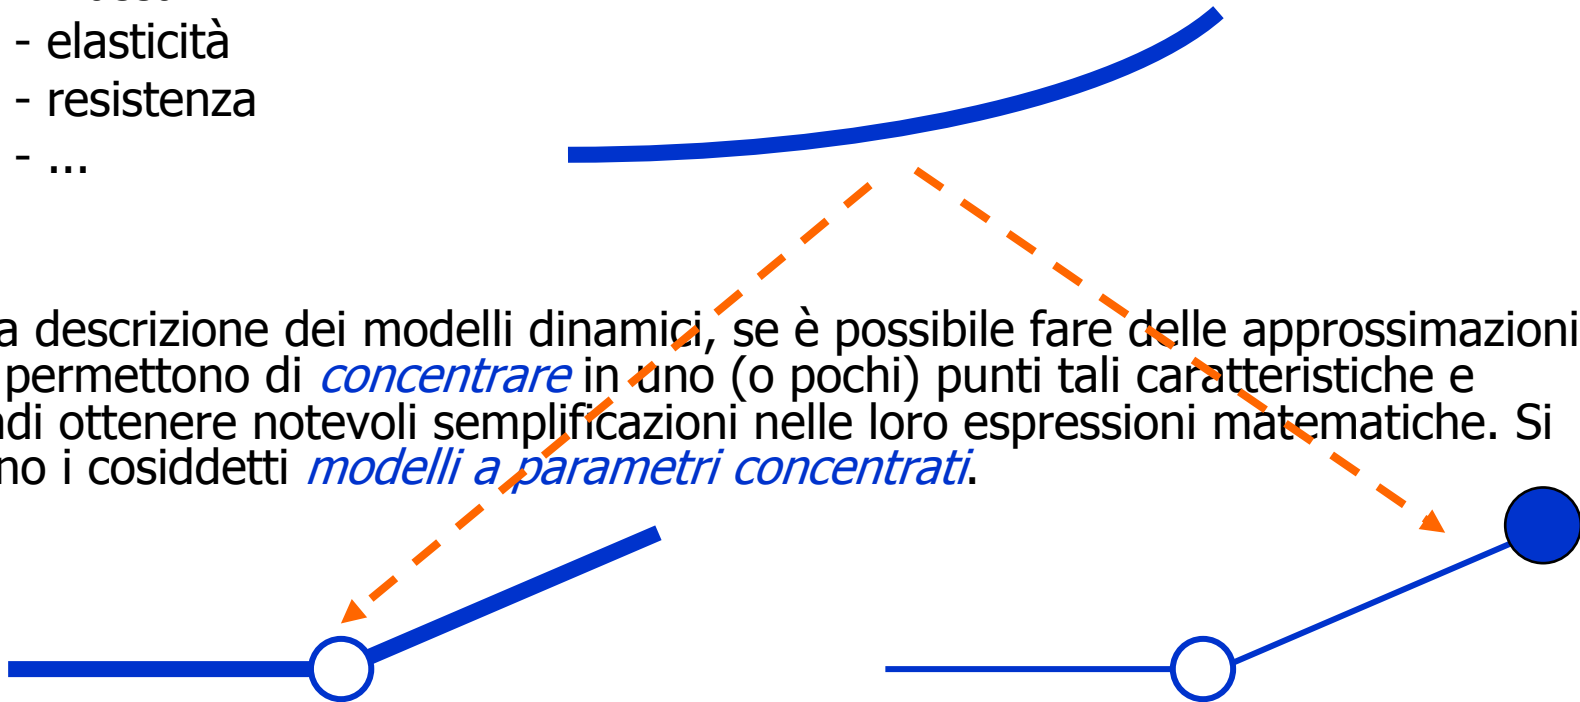 - elasticità
- resistenza
- ...
a descrizione dei modelli dinamici, se è possibile fare delle approssimazioni
permettono di concentrare in uno (o pochi) punti tali caratteristiche e
ndi ottenere notevoli semplificazioni nelle loro espressioni matematiche. Si
no i cosiddetti modelli a parametri concentrati.